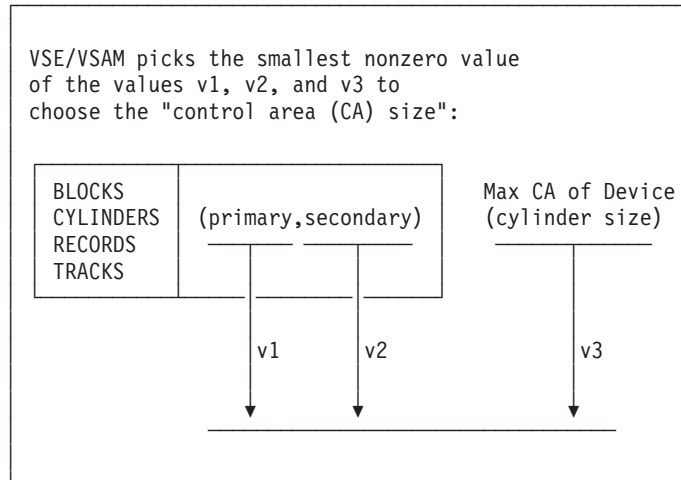 VSE/VSAM picks the smallest nonzero value
of the values v1, v2, and v3 to
choose the "control area (CA) size":
BLOCKS
CYLINDERS
RECORDS
TRACKS
(primary,secondary)
Max CA of Device
(cylinder size)
v1
v2
v3